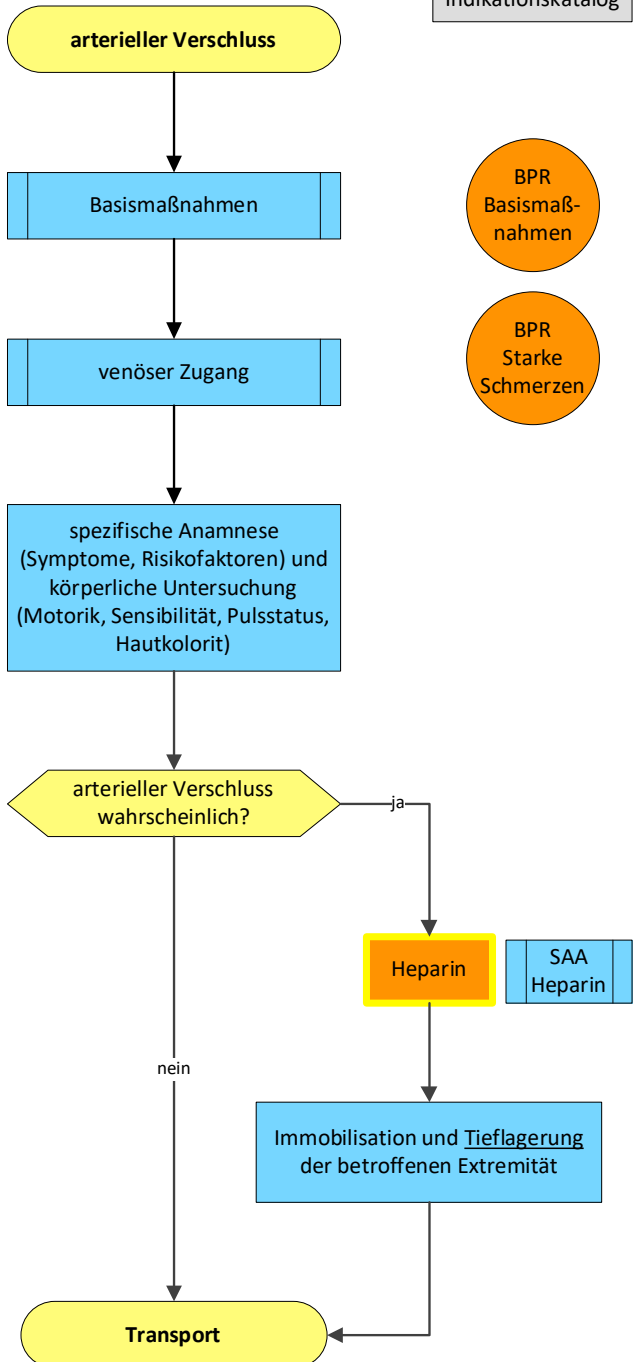 Indikationskatalog
arterieller Verschluss
Basismaßnahmen
BPR
Basismaß-
nahmen
venöser Zugang
BPR
Starke
Schmerzen
spezifische Anamnese
(Symptome, Risikofaktoren) und
körperliche Untersuchung
(Motorik, Sensibilität, Pulsstatus,
Hautkolorit)
arterieller Verschluss
wahrscheinlich?
ja
Heparin
SAA
Heparin
nein
Immobilisation und Tieflagerung
der betroffenen Extremität
Transport